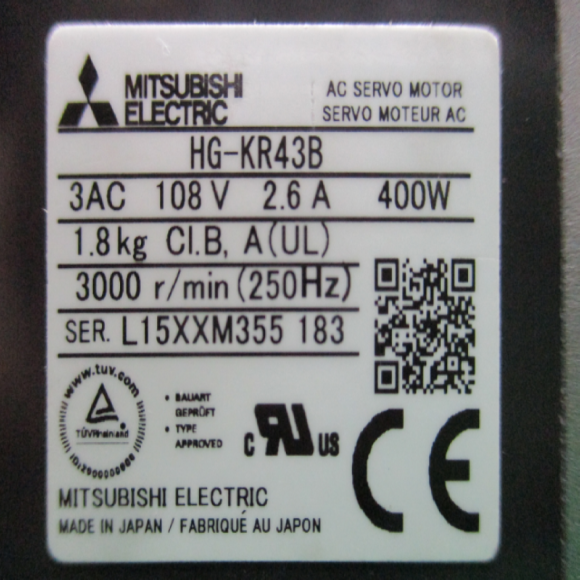 MITSUBISHI
ELECTRIC
AC SERVO MOTOR
SERVO MOTEUR AC
HG-KR43B
3AC 108 V 2.6 A 400W
1.8kg CI.B, A(UL)
3000 r/min (250Hz)
SER. L15XXM355 183
www.tuv.com
TÜVRheinland
• BAUART
GEPRÜFT
• TYPE
APPROVED
c RU US
CE
MITSUBISHI ELECTRIC
MADE IN JAPAN / FABRIQUÉ AU JAPON